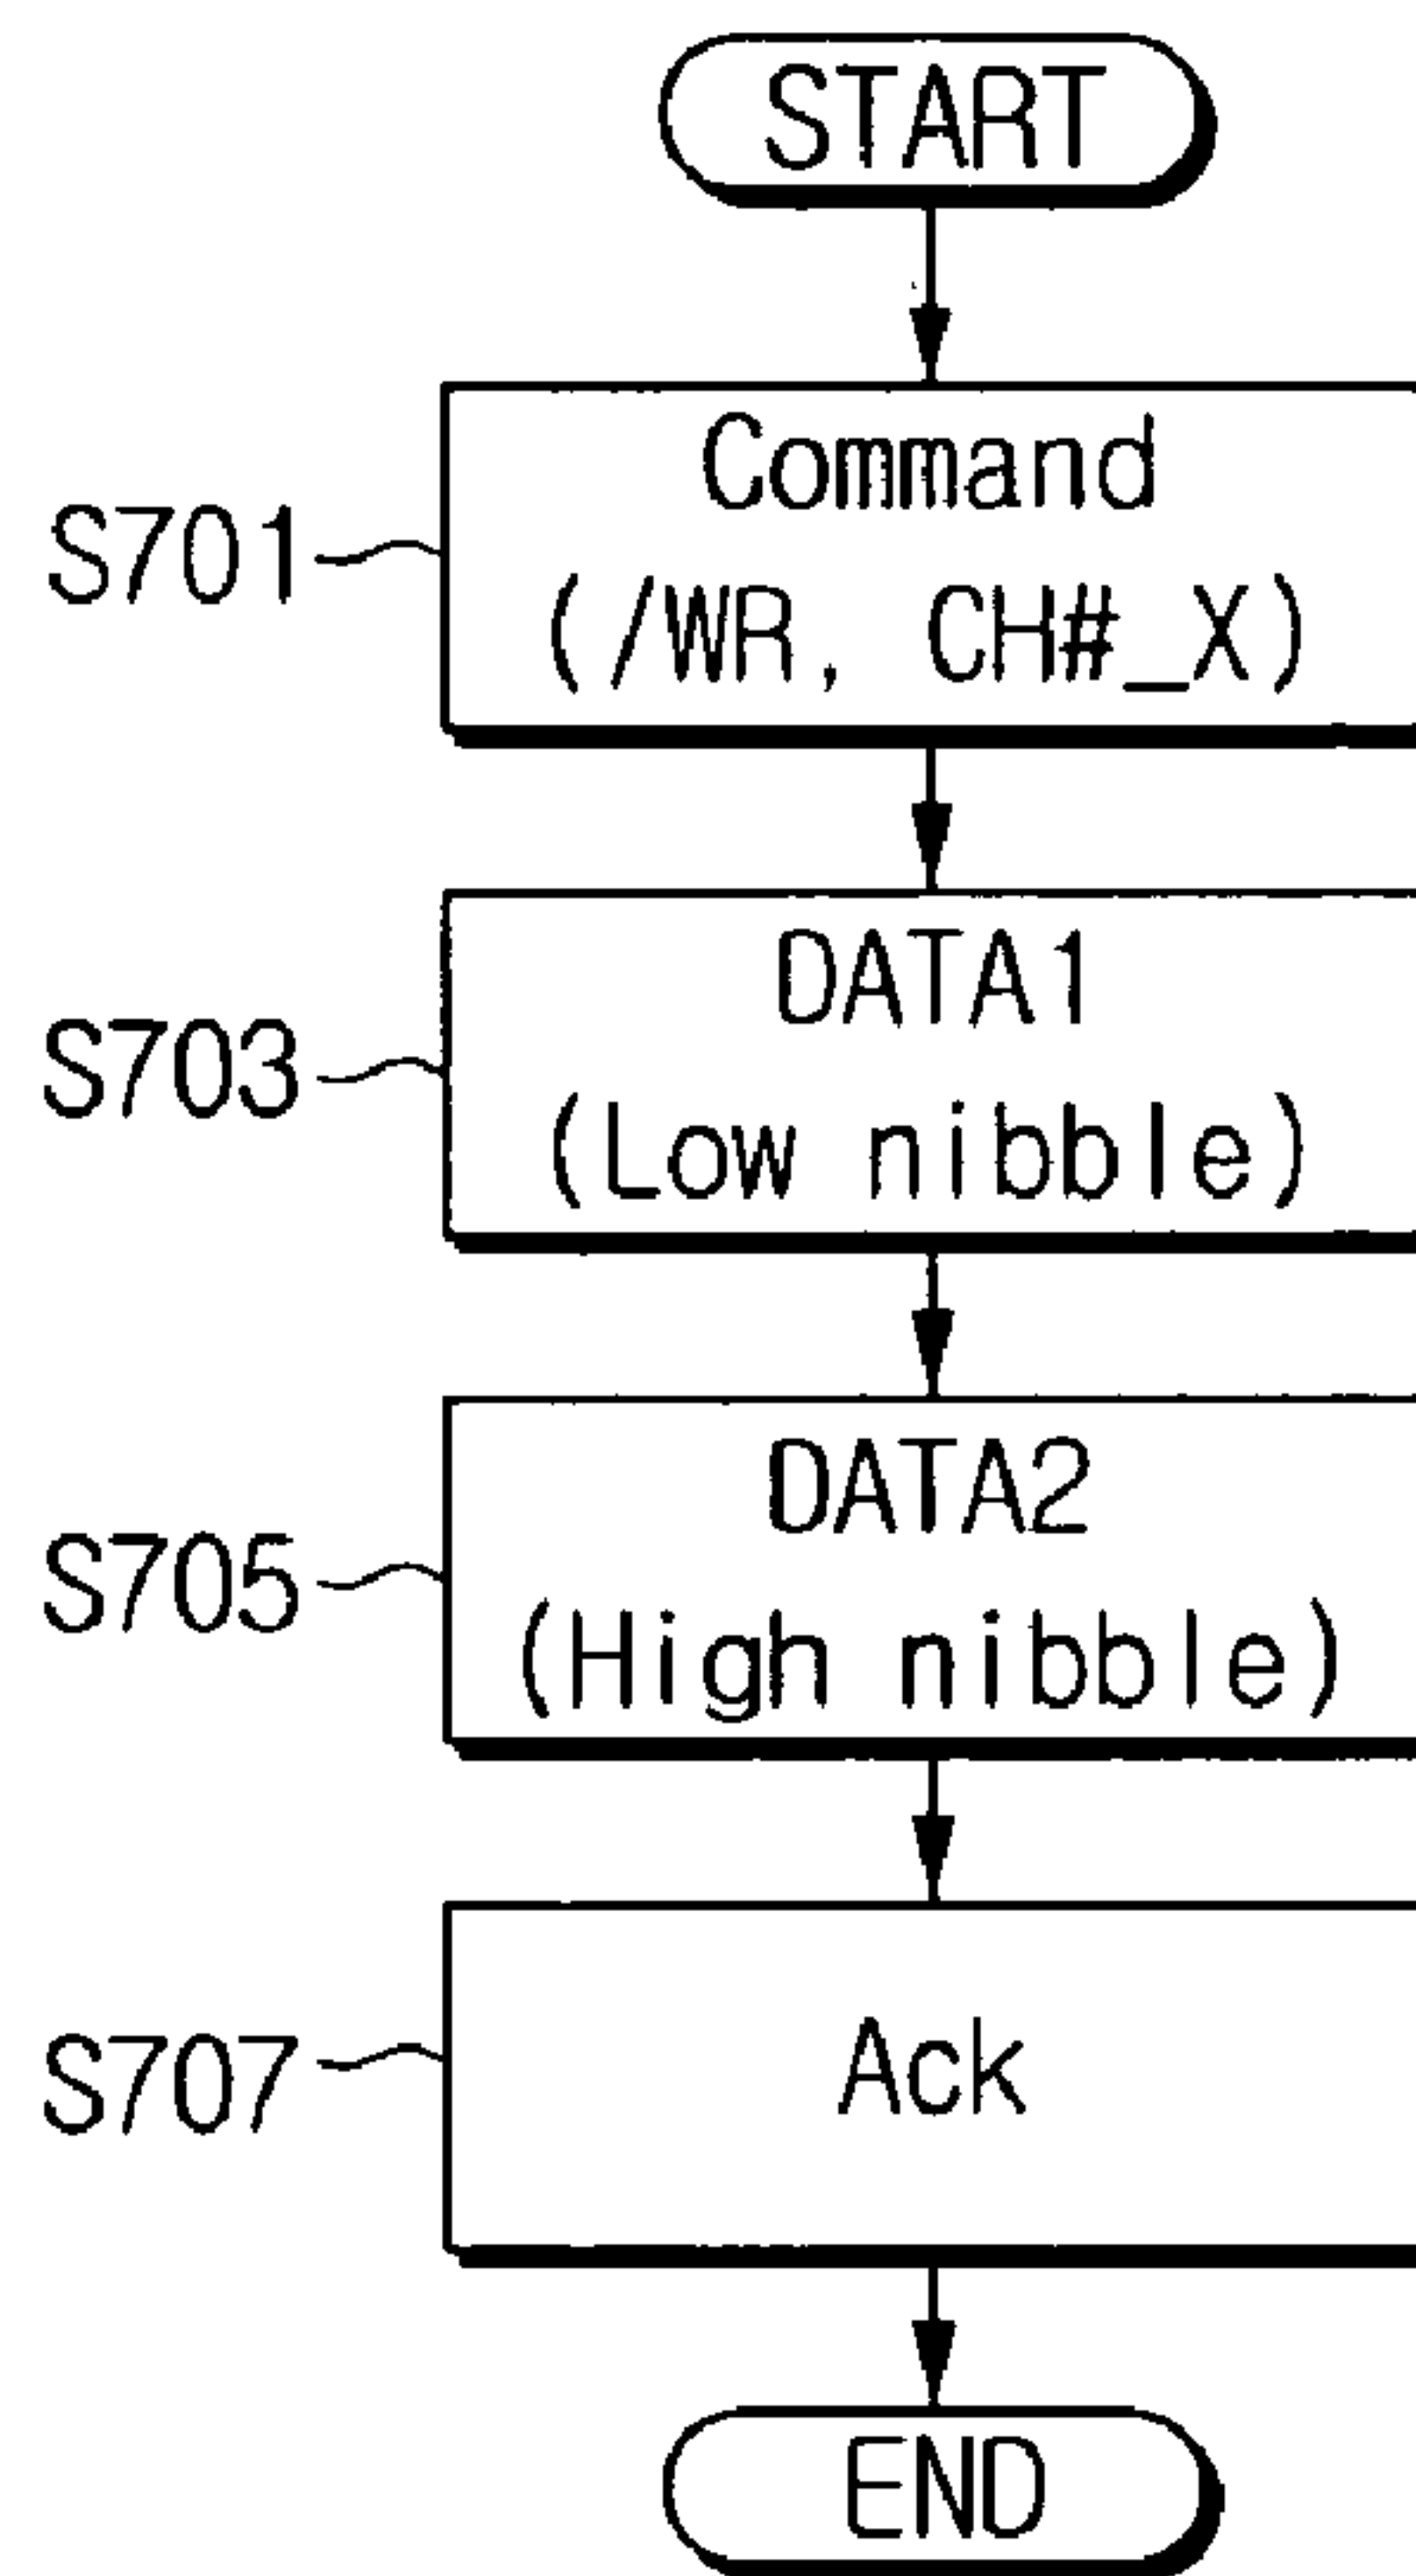 START
S701
Command
(/WR, CH#_X)
S703
DATA1
(Low nibble)
S705
DATA2
(High nibble)
S707
Ack
END